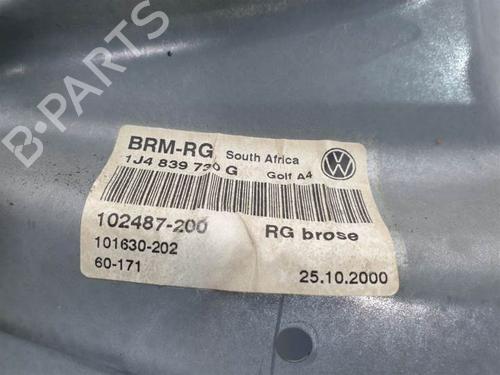 BRM-RG South Africa
1J4 839 730 G Golf A4
102487-200 RG brose
101630-202
60-171 25.10.2000
B-PARTS